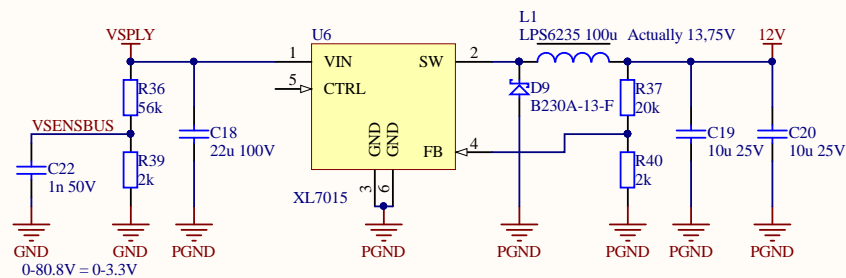 VSPLY
R36
56k
VSENSBUS
C22
1n 50V
R39
2k
GND
GND
0-80.8V = 0-3.3V
C18
22u 100V
PGND
U6
1
VIN
SW
2
5
CTRL
GND
GND
FB
4
3
6
XL7015
PGND
L1
LPS6235 100u
Actually 13,75V
12V
D9
B230A-13-F
PGND
R37
20k
R40
2k
PGND
C19
10u 25V
PGND
C20
10u 25V
PGND